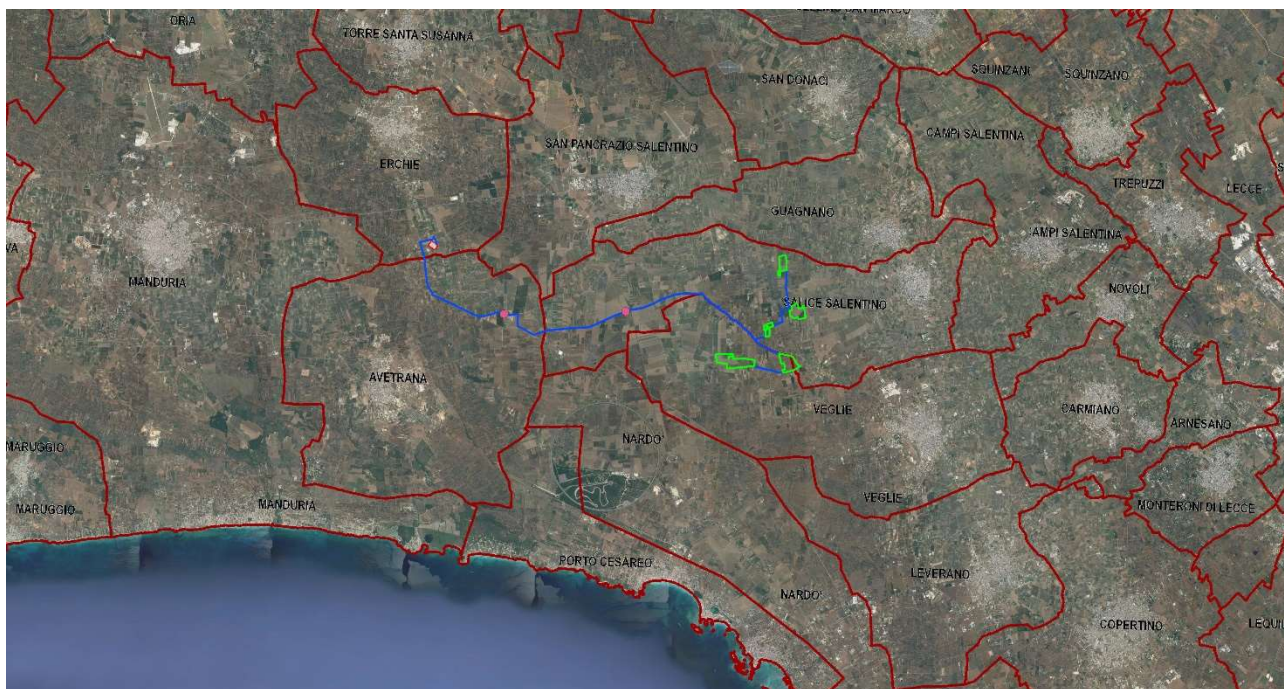 ORIA
TORRE SANTA SUSANNA
SAN DONACI
SQUINZANI
SQUINZANO
ERCHIE
SAN PANCRAZIO SALENTINO
CAMPI SALENTINA
TREPUZZI
LECCE
GUAGNANO
AMPI SALENTINA
VA
MANDURIA
NOVOLI
SALICE SALENTINO
AVETRANA
VEGLIE
CARMIANO
ARNESANO
MARUGGIO
NARDO'
MARUGGIO
MANDURIA
VEGLIE
MONTERONI DI LECCE
PORTO CESAREO
LEVERANO
NARDO'
COPERTINO
LEQUIL